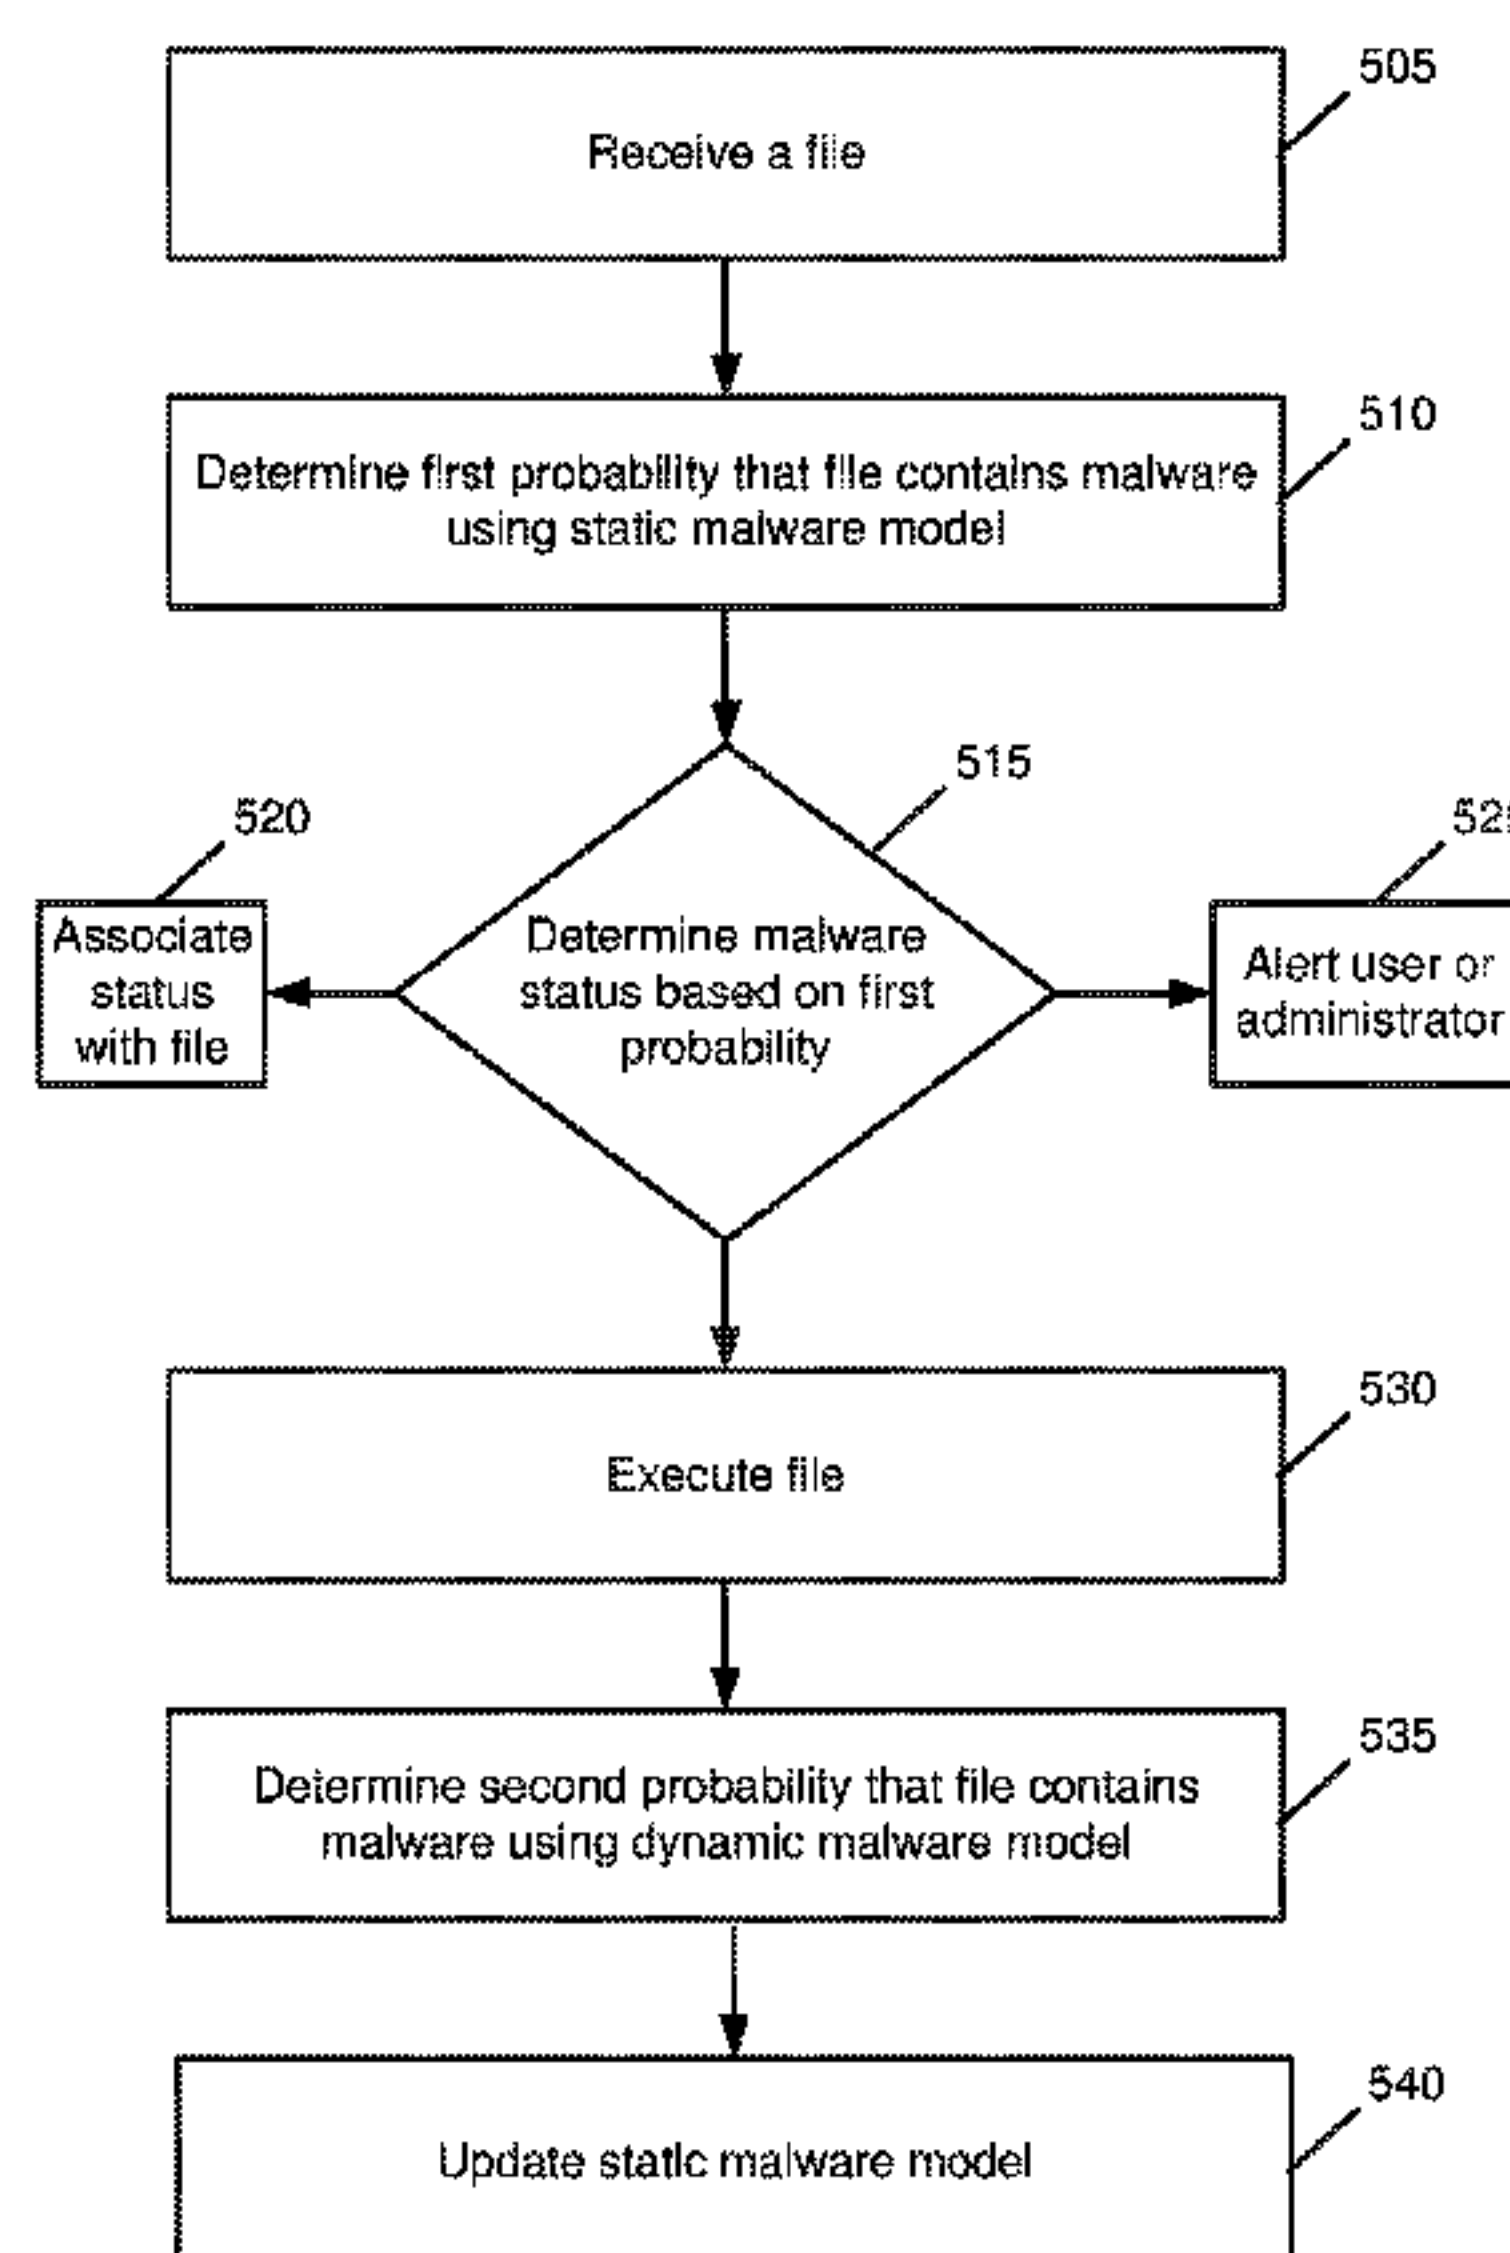 505
Receive a file
510
Determine first probability that file contains malware
using static malware model
515
520
Associate
status
with file
Determine malware
status based on first
probability
Alert user or
administrator
530
Execute file
535
Determine second probability that file contains
malware using dynamic malware model
540
Update static malware model